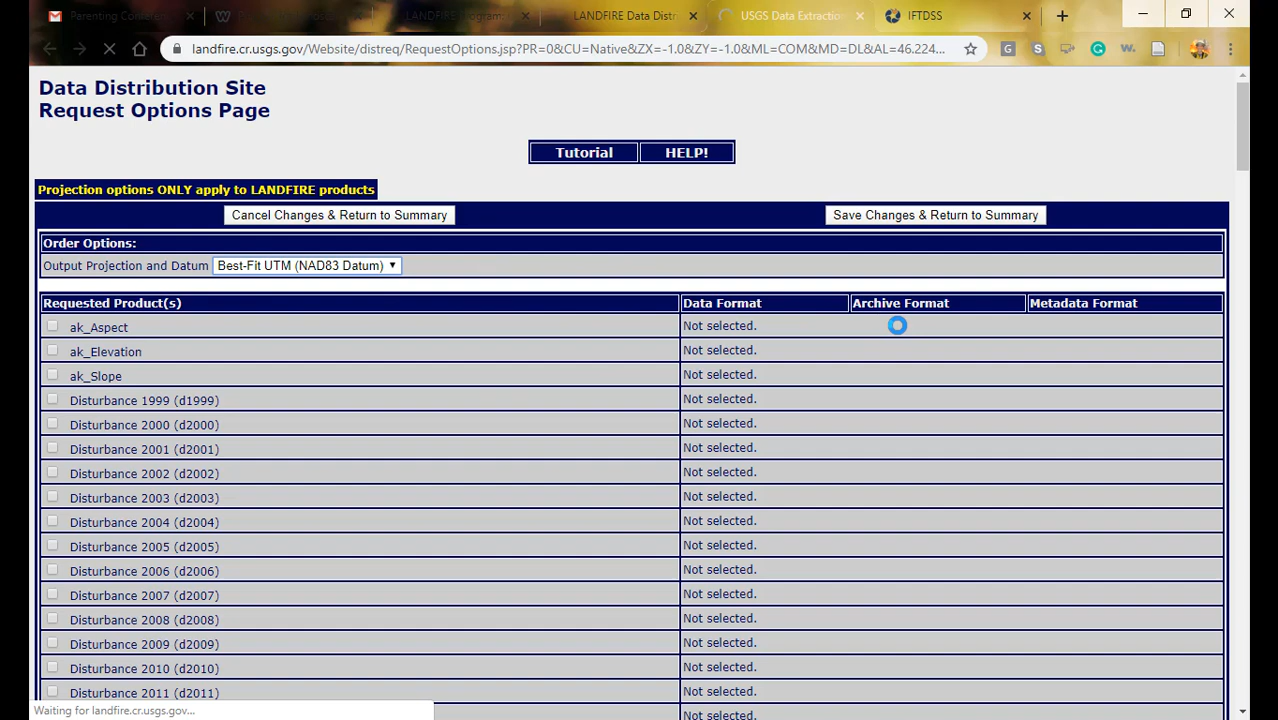 Parenting Conferen
LANDFIRE Program
LANDFIRE Data Distr
USGS Data Extraction
IFTDSS
landfire.cr.usgs.gov/Website/distreq/RequestOptions.jsp?PR=0&CU=Native&ZX=-1.0&ZY=-1.0&ML=COM&MD=DL&AL=46.224...
Data Distribution Site
Request Options Page
Tutorial
HELP!
Projection options ONLY apply to LANDFIRE products
Cancel Changes & Return to Summary
Save Changes & Return to Summary
Order Options:
Output Projection and Datum Best-Fit UTM (NAD83 Datum)
Requested Product(s) Data Format Archive Format Metadata Format
ak_Aspect Not selected.
ak_Elevation Not selected.
ak_Slope Not selected.
Disturbance 1999 (d1999) Not selected.
Disturbance 2000 (d2000) Not selected.
Disturbance 2001 (d2001) Not selected.
Disturbance 2002 (d2002) Not selected.
Disturbance 2003 (d2003) Not selected.
Disturbance 2004 (d2004) Not selected.
Disturbance 2005 (d2005) Not selected.
Disturbance 2006 (d2006) Not selected.
Disturbance 2007 (d2007) Not selected.
Disturbance 2008 (d2008) Not selected.
Disturbance 2009 (d2009) Not selected.
Disturbance 2010 (d2010) Not selected.
Disturbance 2011 (d2011) Not selected.
Not selected.
Waiting for landfire.cr.usgs.gov...